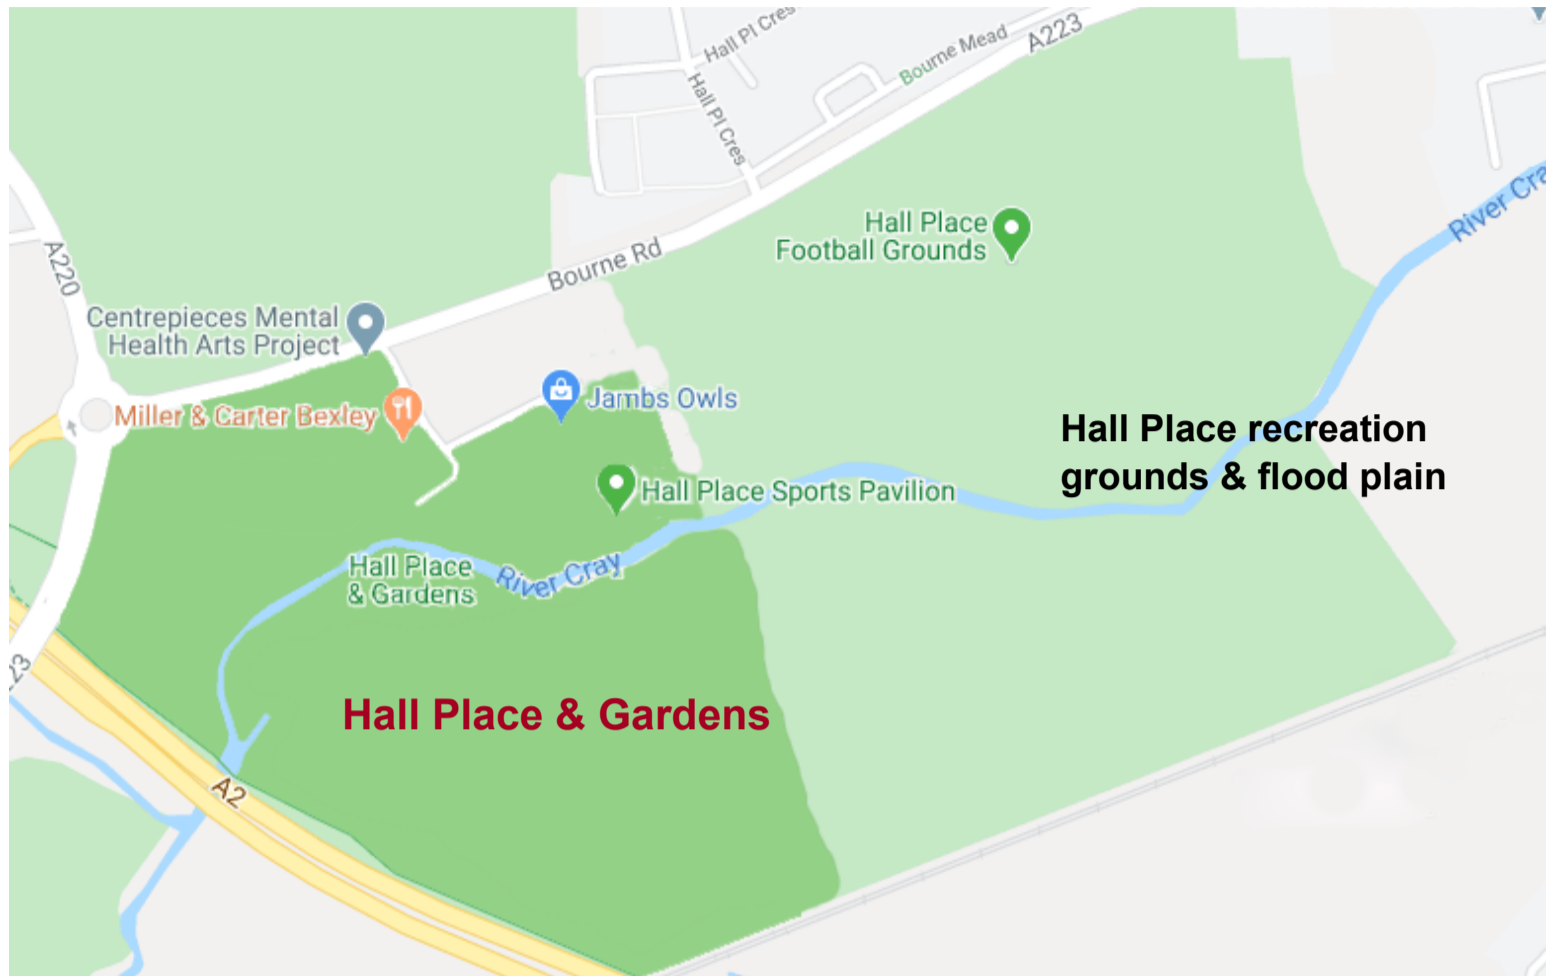 Hall Pl Cres
Bourne Mead
A223
Hall Pl Cres
River Cra
Hall Place
Football Grounds
Bourne Rd
A220
Centrepieces Mental
Health Arts Project
Jambs Owls
Miller & Carter Bexley
Hall Place recreation
grounds & flood plain
Hall Place Sports Pavilion
Hall Place
& Gardens
River Cray
23
Hall Place & Gardens
A2